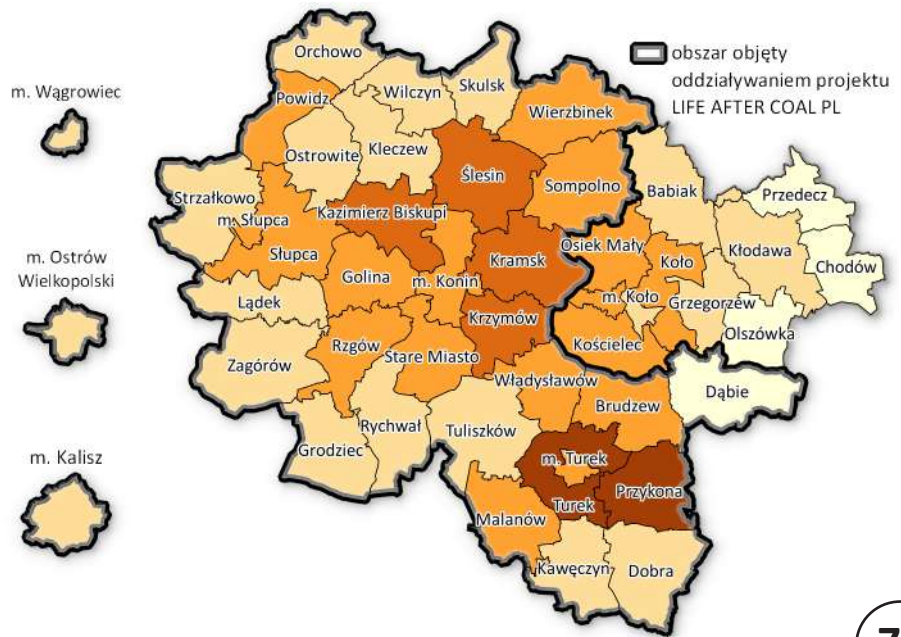 Orchowo
obszar objęty
oddziaływaniem projektu
LIFE AFTER COAL PL
m. Wągrowiec
Powidz
Wilczyn
Skulsk
Wierzbinek
Ostrowite
Kleczew
Ślesin
Sompolno
Strzałkowo
m. Słupca
Kazimierz Biskupi
Babiak
Przedecz
Słupca
Osiek Mały
Koło
Kłodawa
Chodów
m. Ostrów
Wielkopolski
Golina
m. Konin
Kramsk
Lądek
m. Koło
Grzegorzew
Krzymów
Kościelec
Olszówka
Zagórów
Rzgów
Stare Miasto
Władysławów
Brudzew
Dąbie
Grodziec
Rychwał
Tuliszków
m. Kalisz
m. Turek
Przykona
Turek
Malanów
Kawęczyn
Dobra